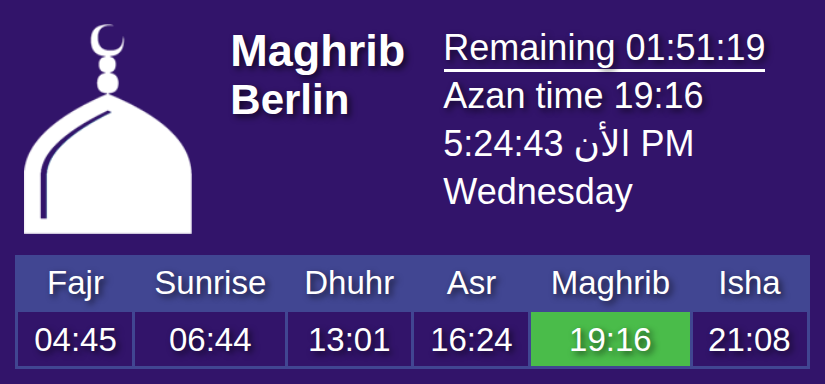 Maghrib
Berlin
Remaining 01:51:19
Azan time 19:16
5:24:43 الأن PM
Wednesday
Fajr Sunrise Dhuhr Asr Maghrib Isha
04:45 06:44 13:01 16:24 19:16 21:08